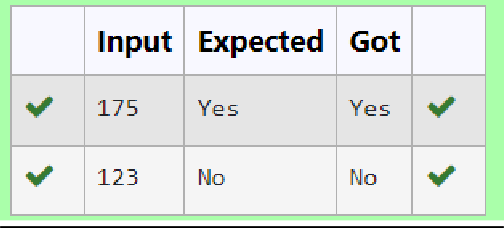 Input Expected Got
175 Yes Yes
123 No No